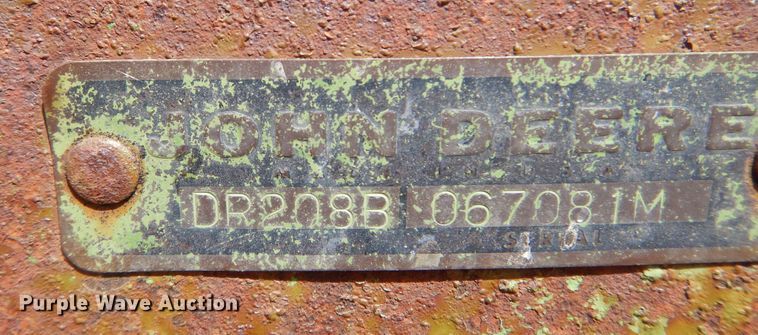 JOHN DEERE
DR208B 067081M
SERIAL
Purple Wave Auction